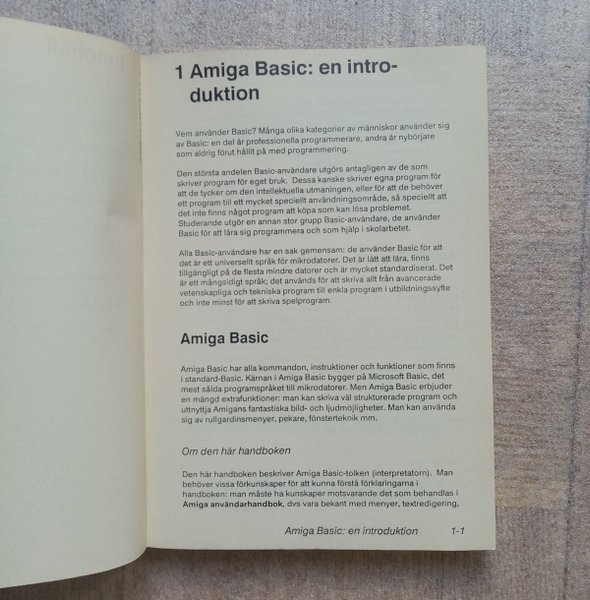 1 Amiga Basic: en intro-
duktion
Vem använder Basic? Många olika kategorier av människor använder sig
av Basic: en del är professionella programmerare, andra är nybörjare
som aldrig förut hållit på med programmering.
Den största andelen Basic-användare utgörs antagligen av de som
skriver program för eget bruk. Dessa kanske skriver egna program för
att de tycker om den intellektuella utmaningen, eller för att de behöver
ett program till ett mycket speciellt användningsområde, så speciellt att
det inte finns något program att köpa som kan lösa problemet.
Studerande utgör en annan stor grupp Basic-användare, de använder
Basic för att lära sig programmera och som hjälp i skolarbetet.
Alla Basic-användare har en sak gemensam: de använder Basic för att
det är ett universellt språk för mikrodatorer. Det är lätt att lära, finns
tillgängligt på de flesta mindre datorer och är mycket standardiserat. Det
är ett mångsidigt språk; det används för att skriva allt från avancerade
vetenskapliga och tekniska program till enkla program i utbildningssyfte
och inte minst för att skriva spelprogram.
Amiga Basic
Amiga Basic har alla kommandon, instruktioner och funktioner som finns
i standard-Basic. Kärnan i Amiga Basic bygger på Microsoft Basic, det
mest sålda programspråket till mikrodatorer. Men Amiga Basic erbjuder
en mängd extrafunktioner: man kan skriva väl strukturerade program och
uttnyttja Amigans fantastiska bild- och ljudmöjligheter. Man kan använda
sig av rullgardinsmenyer, pekare, fönsterteknik mm.
Om den här handboken
Den här handboken beskriver Amiga Basic-tolken (interpretatorn). Man
behöver vissa förkunskaper för att kunna förstå förklaringarna i
handboken: man måste ha kunskaper motsvarande det som behandlas i
Amiga användarhandbok, dvs vara bekant med menyer, textredigering,
Amiga Basic: en introduktion 1-1